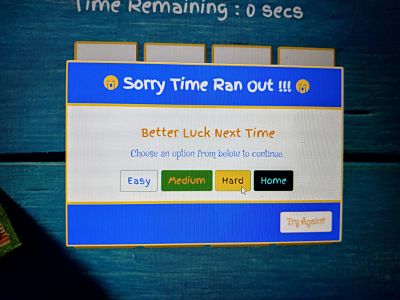 Time Remaining : 0 secs
😭 Sorry Time Ran Out !!! 😭
Better Luck Next Time
Choose an option from below to continue.
Easy Medium Hard Home
Try Again?